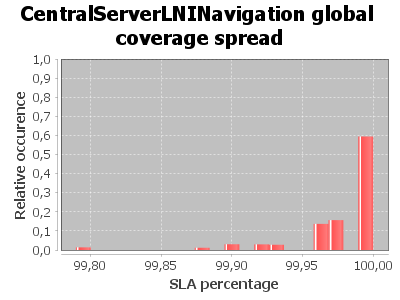 CentralServerLNINavigation global
coverage spread
1,0
0,9
0,8
0,7
0,6
0,5
0,4
0,3
0,2
0,1
0,0
Relative occurence
99,80 99,85 99,90 99,95 100,00
SLA percentage